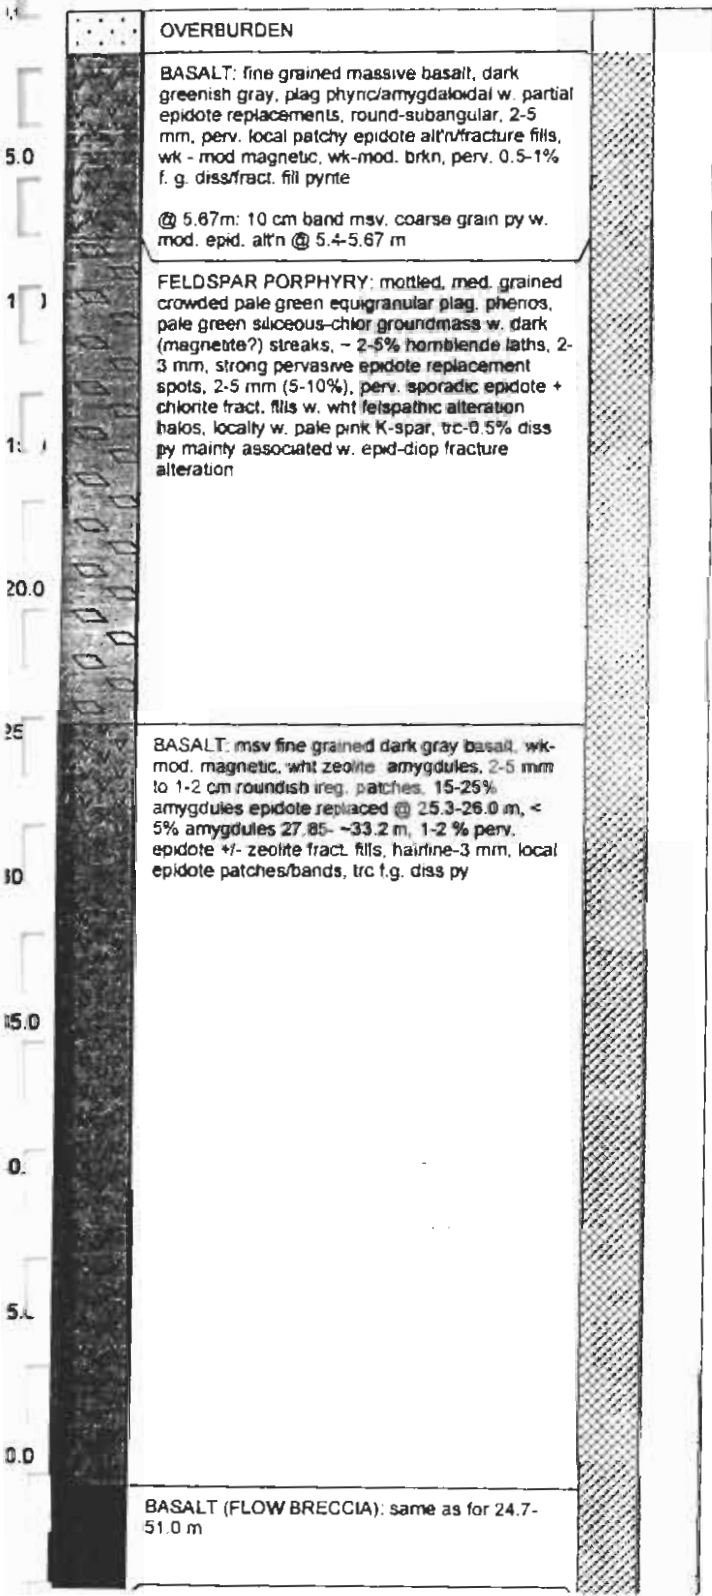 OVERBURDEN
BASALT: fine grained massive basalt, dark
greenish gray, plag phyric/amygdaloidal w. partial
epidote replacements, round-subangular, 2-5
mm, perv. local patchy epidote alt'n/fracture fills,
wk - mod magnetic, wk-mod. brkn, perv. 0.5-1%
f. g. diss/fract. fill pyrite
5.0
@ 5.67m: 10 cm band msv. coarse grain py w.
mod. epid. alt'n @ 5.4-5.67 m
FELDSPAR PORPHYRY: mottled, med. grained
crowded pale green equigranular plag. phenos,
pale green siliceous-chlor groundmass w. dark
(magnetite?) streaks, ~ 2-5% hornblende laths, 2-
3 mm, strong pervasive epidote replacement
spots, 2-5 mm (5-10%), perv. sporadic epidote +
chlorite fract. fills w. wht felspathic alteration
halos, locally w. pale pink K-spar, trc-0.5% diss
py mainly associated w. epid-diop fracture
alteration
20.0
25
BASALT: msv fine grained dark gray basalt, wk-
mod. magnetic, wht zeolite amygdules, 2-5 mm
to 1-2 cm roundish ireg. patches, 15-25%
amygdules epidote replaced @ 25.3-26.0 m, <
5% amygdules 27.85- ~33.2 m, 1-2 % perv.
epidote +/- zeolite fract. fills, hairline-3 mm, local
epidote patches/bands, trc f.g. diss py
BASALT (FLOW BRECCIA): same as for 24.7-
51.0 m